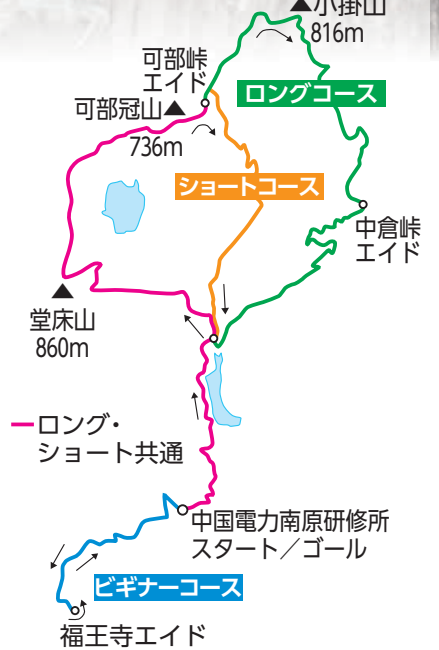 ▲小掛山
816m
可部峠
エイド
ロングコース
可部冠山▲
736m
ショートコース
中倉峠
エイド
▲
堂床山
860m
ロング・
ショート共通
中国電力南原研修所
スタート／ゴール
ビギナーコース
福王寺エイド